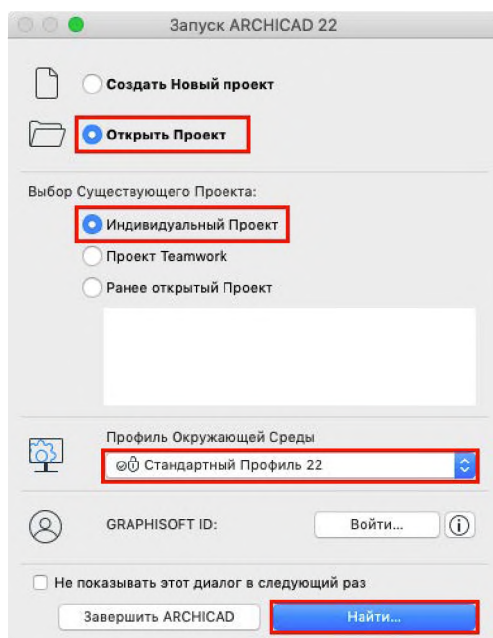 Запуск ARCHICAD 22
Создать Новый проект
Открыть Проект
Выбор Существующего Проекта:
Индивидуальный Проект
Проект Teamwork
Ранее открытый Проект
Профиль Окружающей Среды
Стандартный Профиль 22
GRAPHISOFT ID:
Войти...
Не показывать этот диалог в следующий раз
Завершить ARCHICAD
Найти...